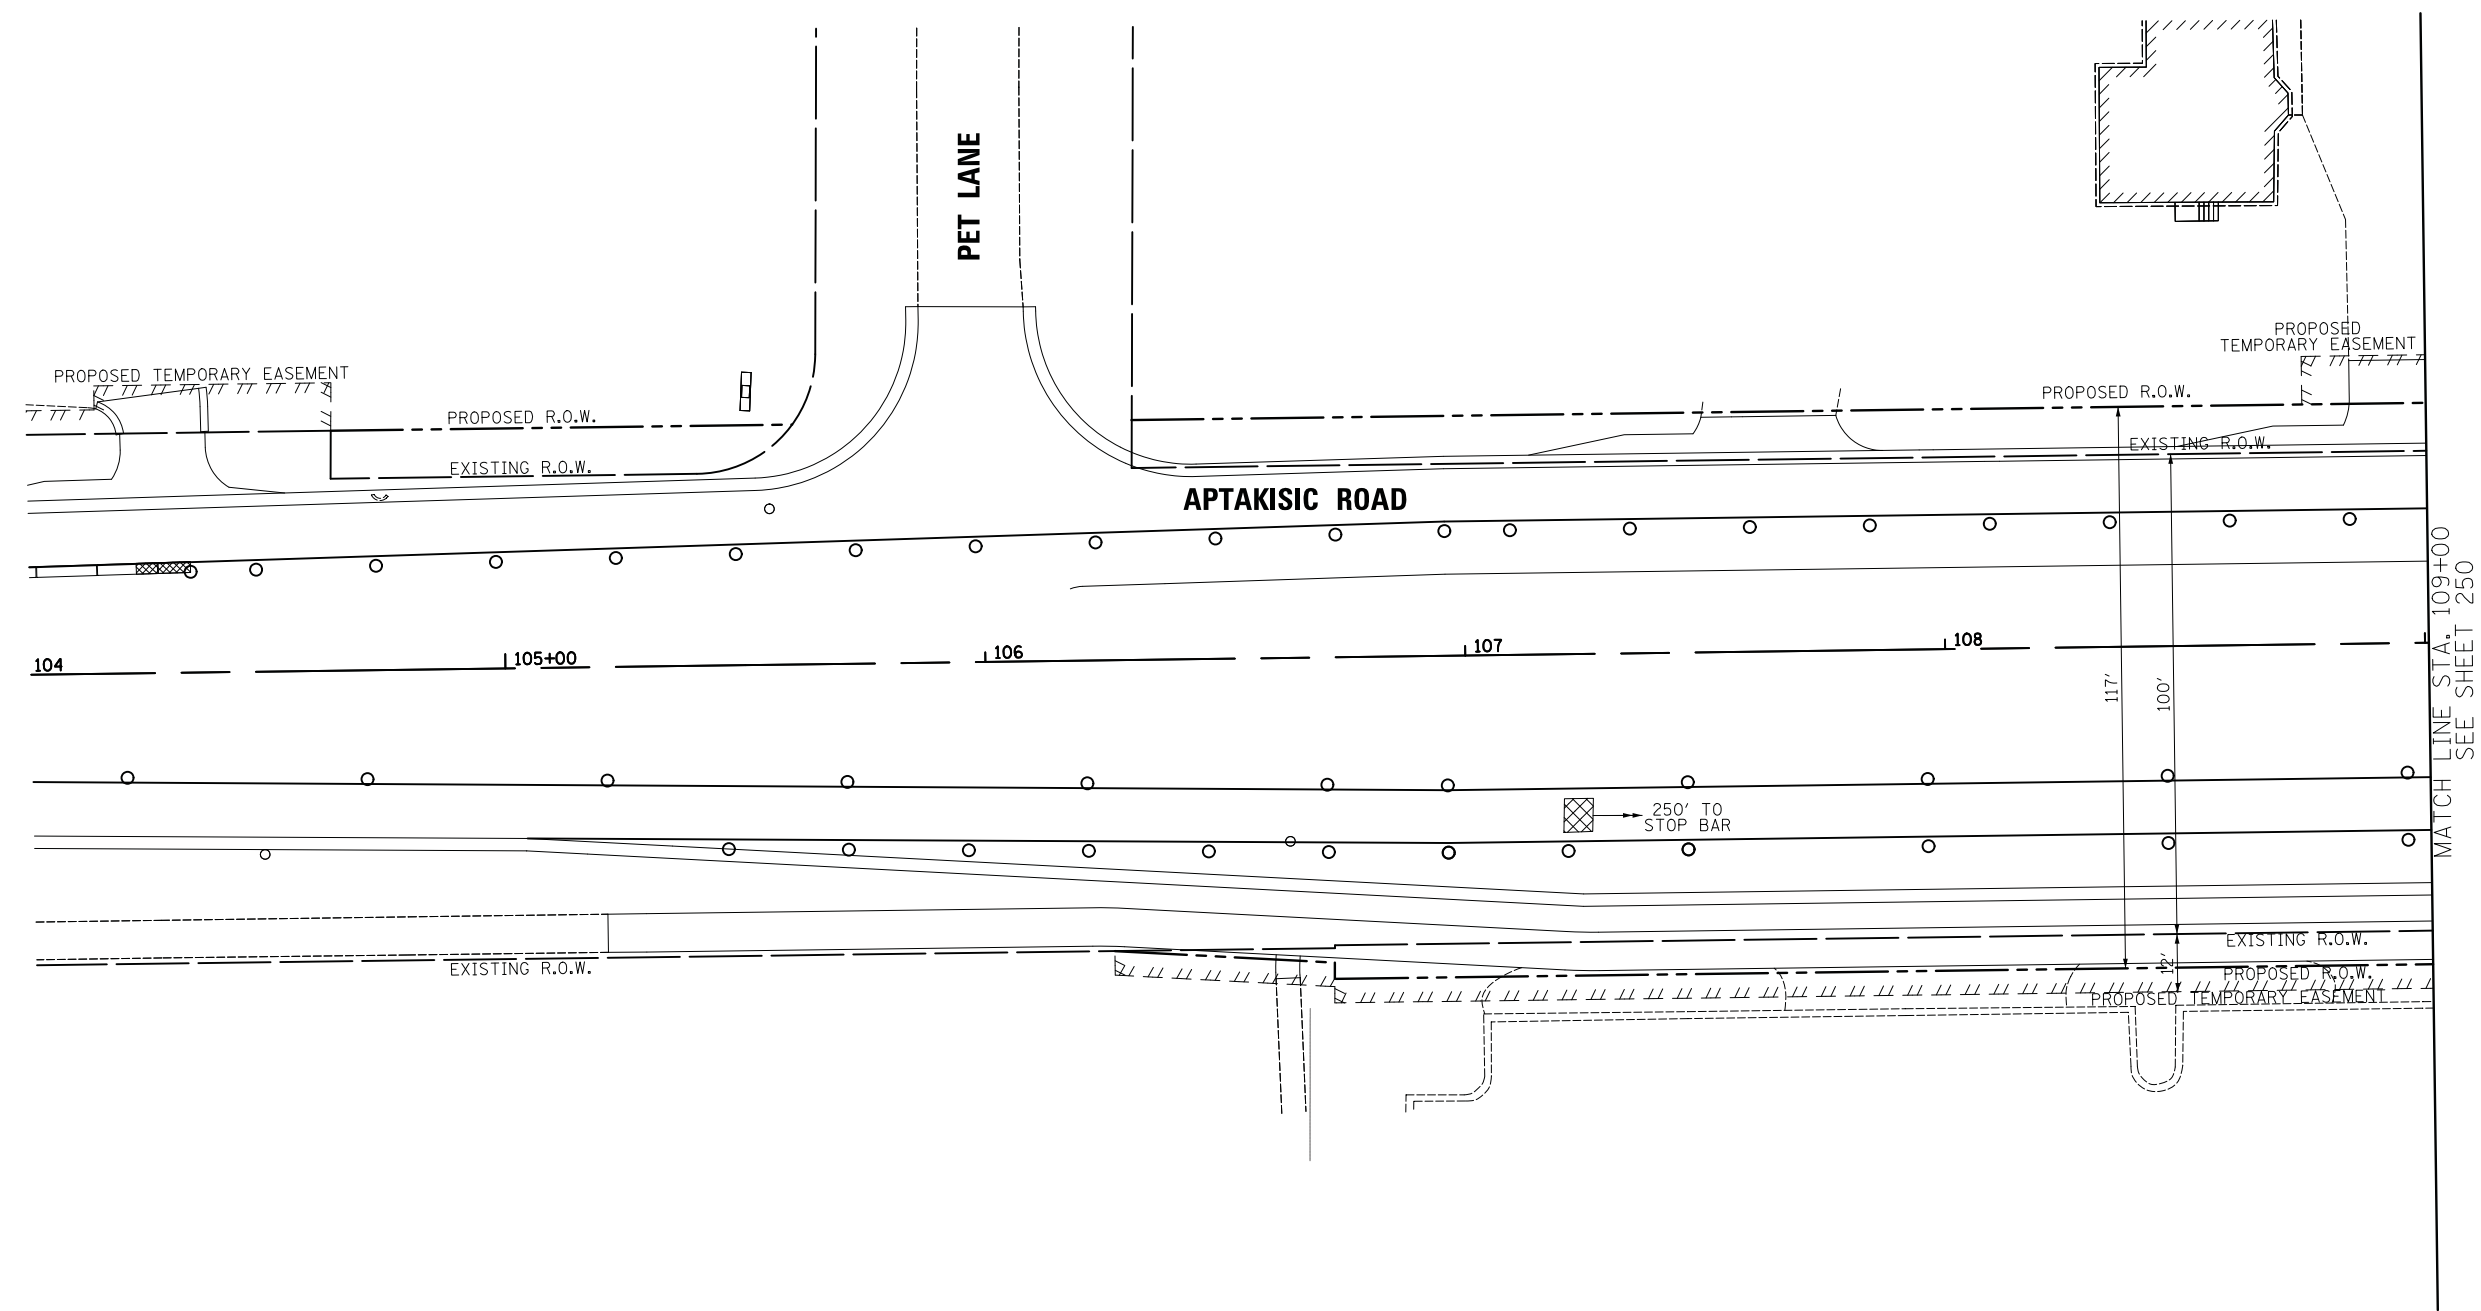 PET LANE
PROPOSED
TEMPORARY EASEMENT
PROPOSED TEMPORARY EASEMENT
PROPOSED R.O.W.
PROPOSED R.O.W.
EXISTING R.O.W.
EXISTING R.O.W.
APTAKISIC ROAD
104
105+00
106
107
108
117'
100'
MATCH LINE STA. 109+00
SEE SHEET 250
250' TO
STOP BAR
EXISTING R.O.W.
EXISTING R.O.W.
12'
PROPOSED R.O.W.
PROPOSED TEMPORARY EASEMENT